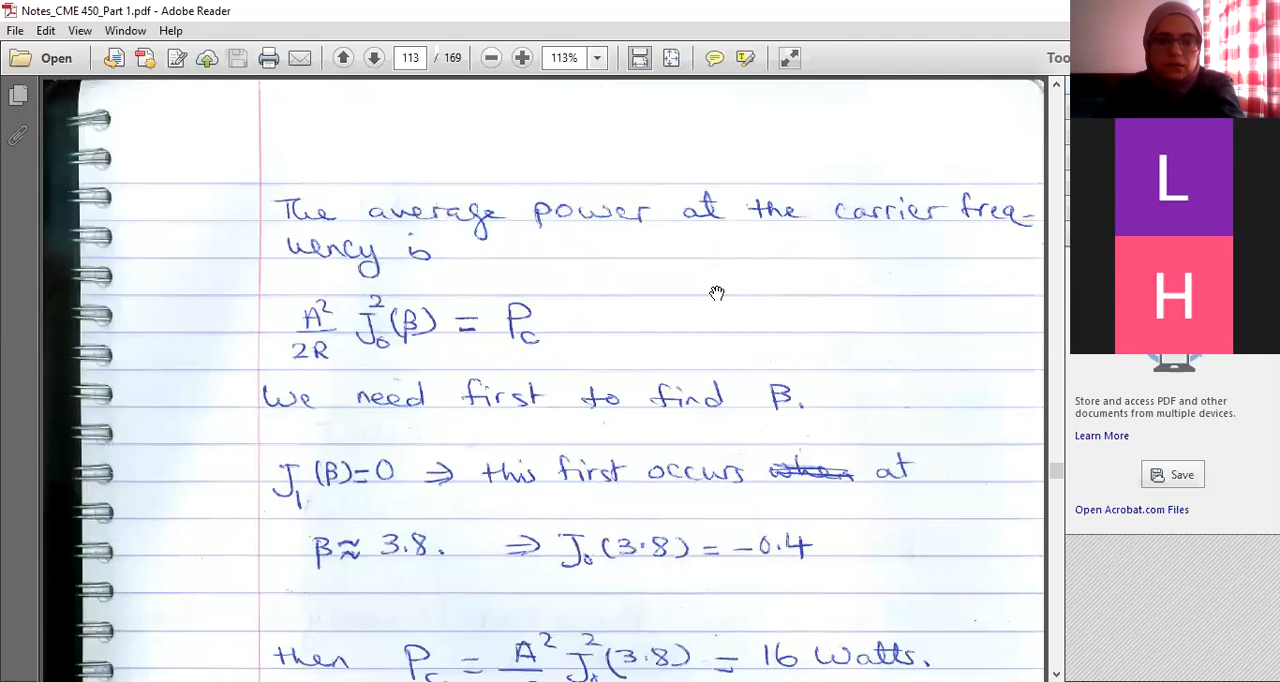 Notes_CME 450_Part 1.pdf - Adobe Reader
File Edit View Window Help
Open 113 / 169 113%
The average power at the carrier freq-
uency is
A²/2R J₀²(β) = P_c
We need first to find β.
J₁(β)=0 ⇒ this first occurs at
β ≈ 3.8. ⇒ J₀(3.8) = -0.4
then P_c = A² J₀²(3.8) = 16 Watts.
L
H
Store and access PDF and other
documents from multiple devices.
Learn More
Save
Open Acrobat.com Files